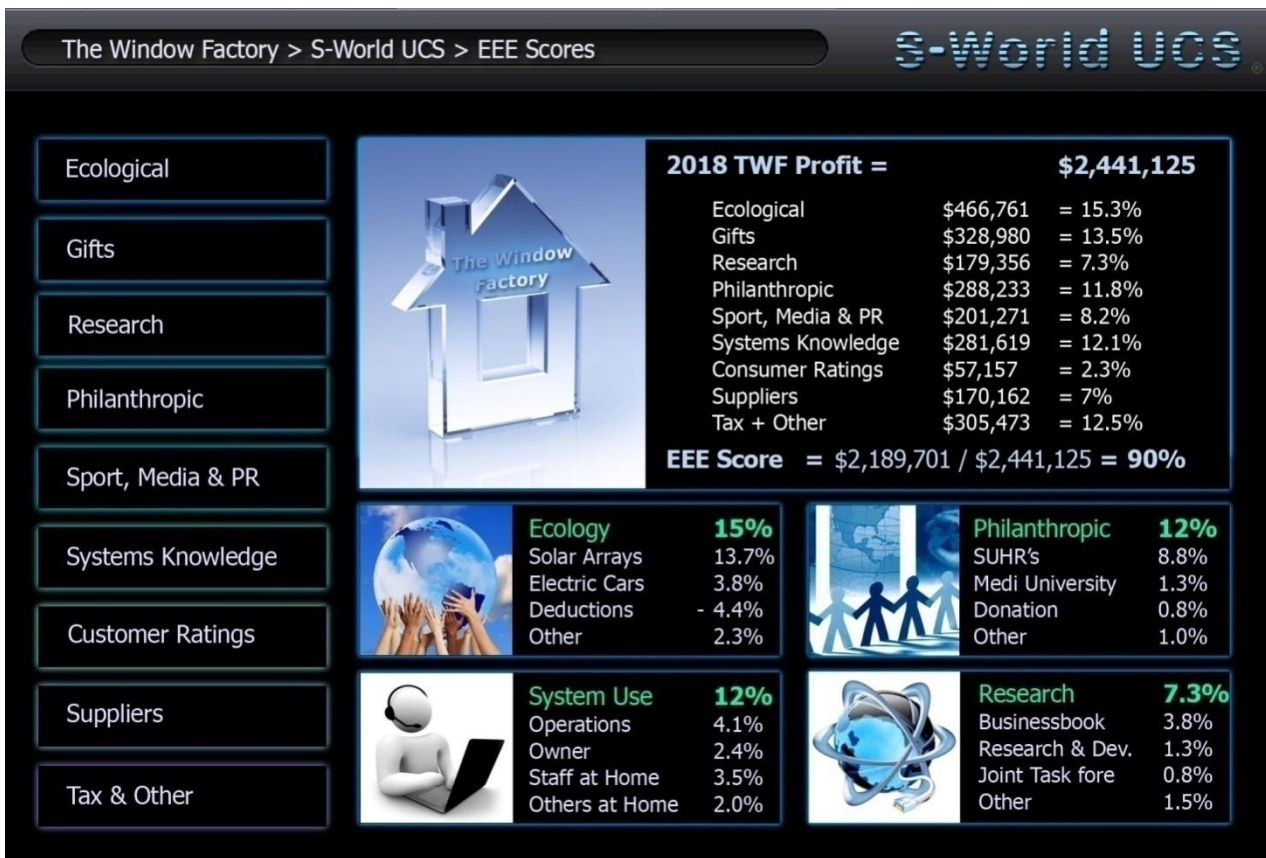 The Window Factory > S-World UCS > EEE Scores
S-World UCS ®
Ecological
Gifts
Research
Philanthropic
Sport, Media & PR
Systems Knowledge
Customer Ratings
Suppliers
Tax & Other
The Window
Factory
2018 TWF Profit = $2,441,125
Ecological $466,761 = 15.3%
Gifts $328,980 = 13.5%
Research $179,356 = 7.3%
Philanthropic $288,233 = 11.8%
Sport, Media & PR $201,271 = 8.2%
Systems Knowledge $281,619 = 12.1%
Consumer Ratings $57,157 = 2.3%
Suppliers $170,162 = 7%
Tax + Other $305,473 = 12.5%
EEE Score = $2,189,701 / $2,441,125 = 90%
Ecology 15%
Solar Arrays 13.7%
Electric Cars 3.8%
Deductions - 4.4%
Other 2.3%
Philanthropic 12%
SUHR's 8.8%
Medi University 1.3%
Donation 0.8%
Other 1.0%
System Use 12%
Operations 4.1%
Owner 2.4%
Staff at Home 3.5%
Others at Home 2.0%
Research 7.3%
Businessbook 3.8%
Research & Dev. 1.3%
Joint Task fore 0.8%
Other 1.5%